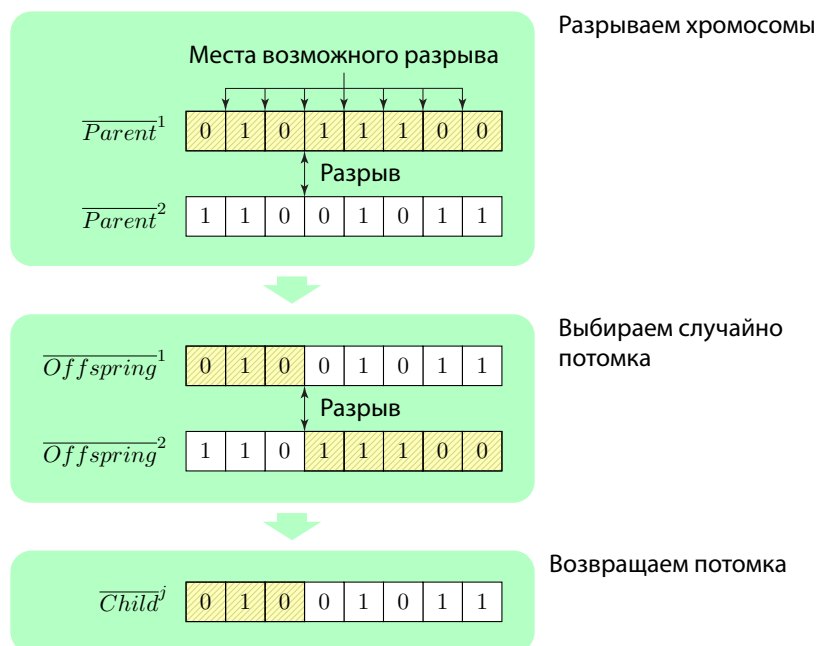 Разрываем хромосомы
Места возможного разрыва
Parent¹ 0 1 0 1 1 1 0 0
Разрыв
Parent² 1 1 0 0 1 0 1 1
Выбираем случайно
потомка
Offspring¹ 0 1 0 0 1 0 1 1
Разрыв
Offspring² 1 1 0 1 1 1 0 0
Возвращаем потомка
Childʲ 0 1 0 0 1 0 1 1